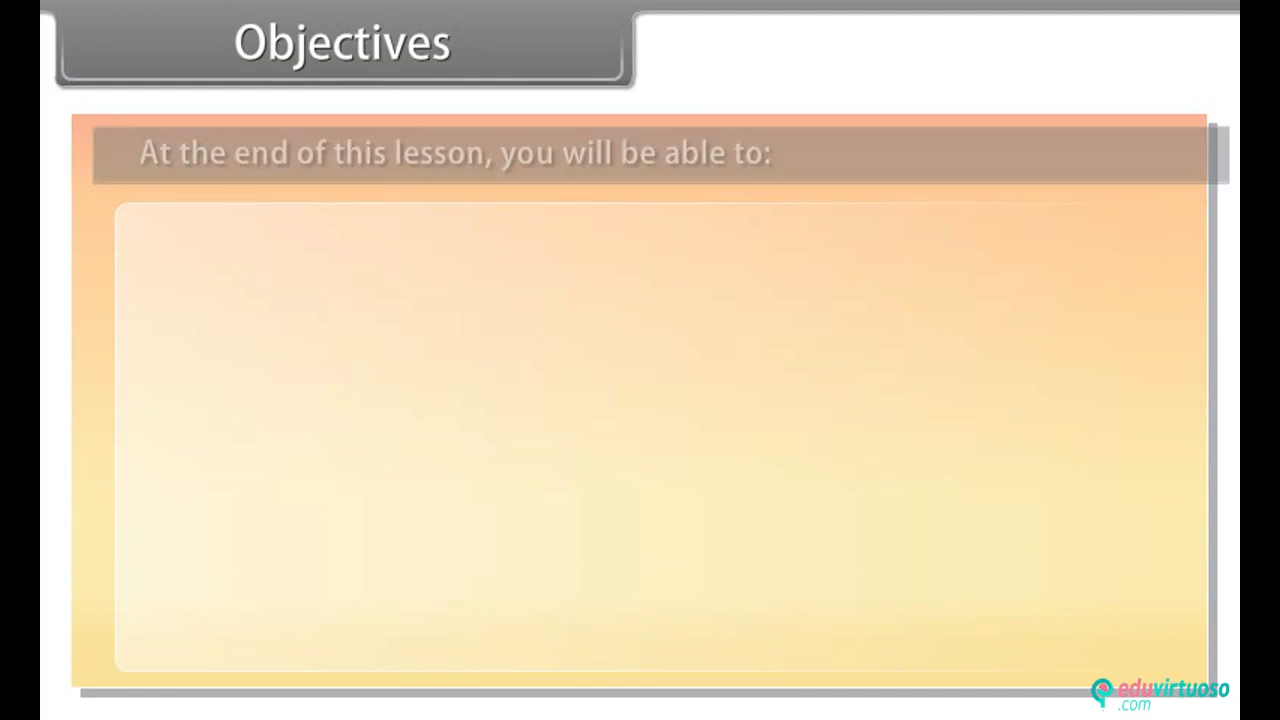 Objectives
At the end of this lesson, you will be able to:
eduvirtuoso
.com